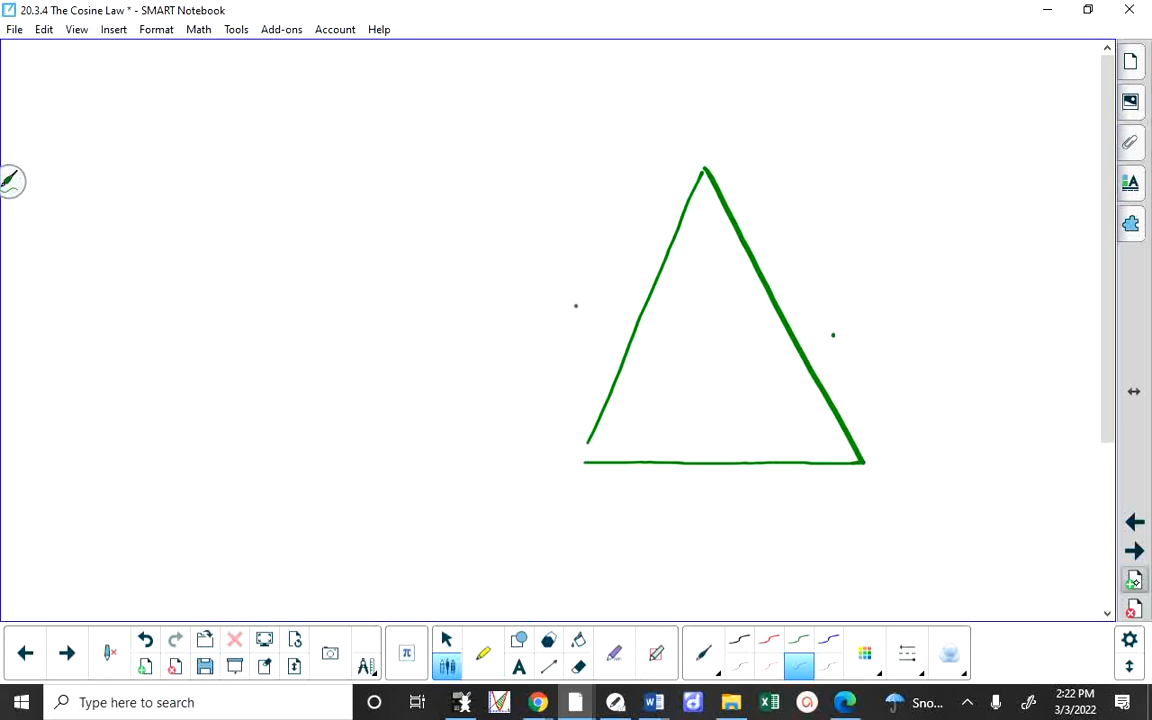 20.3.4 The Cosine Law * - SMART Notebook
File Edit View Insert Format Math Tools Add-ons Account Help
Type here to search
Sno...
2:22 PM
3/3/2022